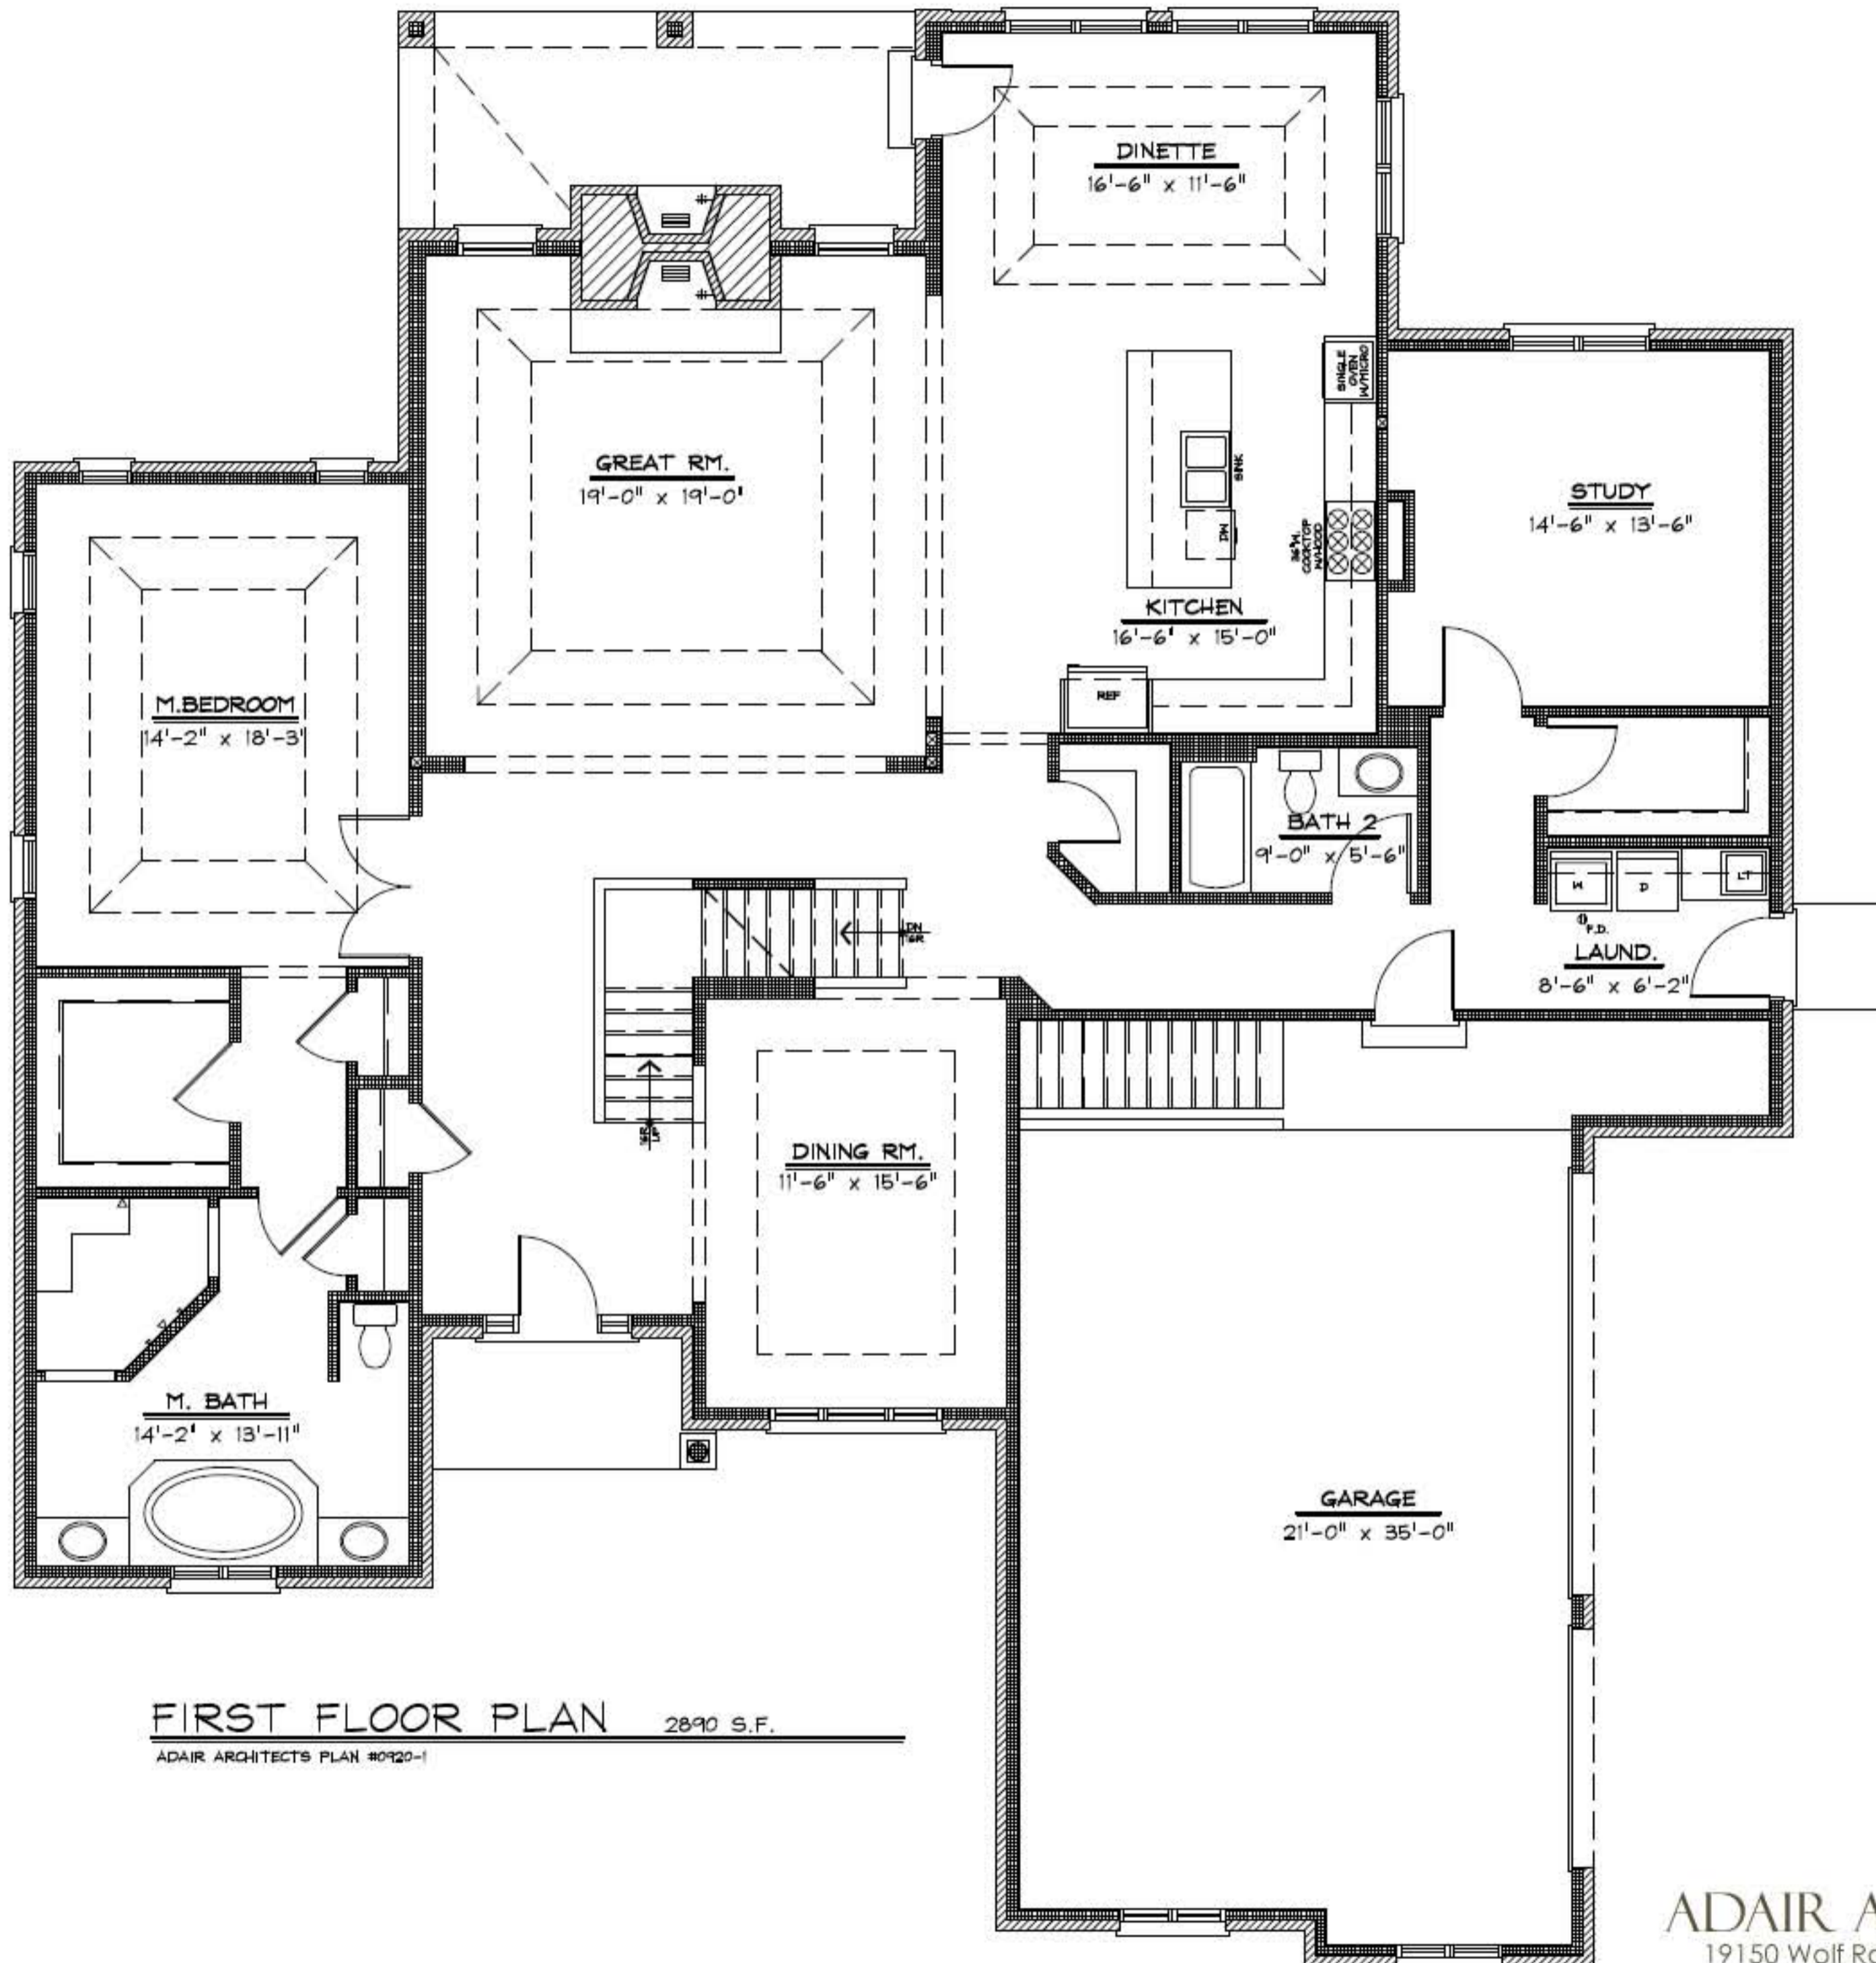 DINETTE
16'-6" x 11'-6"
SINGLE
OVEN
W/MICRO
GREAT RM.
19'-0" x 19'-0"
SINK
STUDY
14'-6" x 13'-6"
DW
36"W.
COOKTOP
W/HOOD
KITCHEN
16'-6" x 15'-0"
REF
M.BEDROOM
14'-2" x 18'-3"
BATH 2
9'-0" x 5'-6"
W
D
LT
F.D.
DN
16R
LAUND.
8'-6" x 6'-2"
16R
UP
DINING RM.
11'-6" x 15'-6"
M. BATH
14'-2" x 13'-11"
GARAGE
21'-0" x 35'-0"
FIRST FLOOR PLAN 2890 S.F.
ADAIR ARCHITECTS PLAN #0920-1
ADAIR A
19150 Wolf Ro